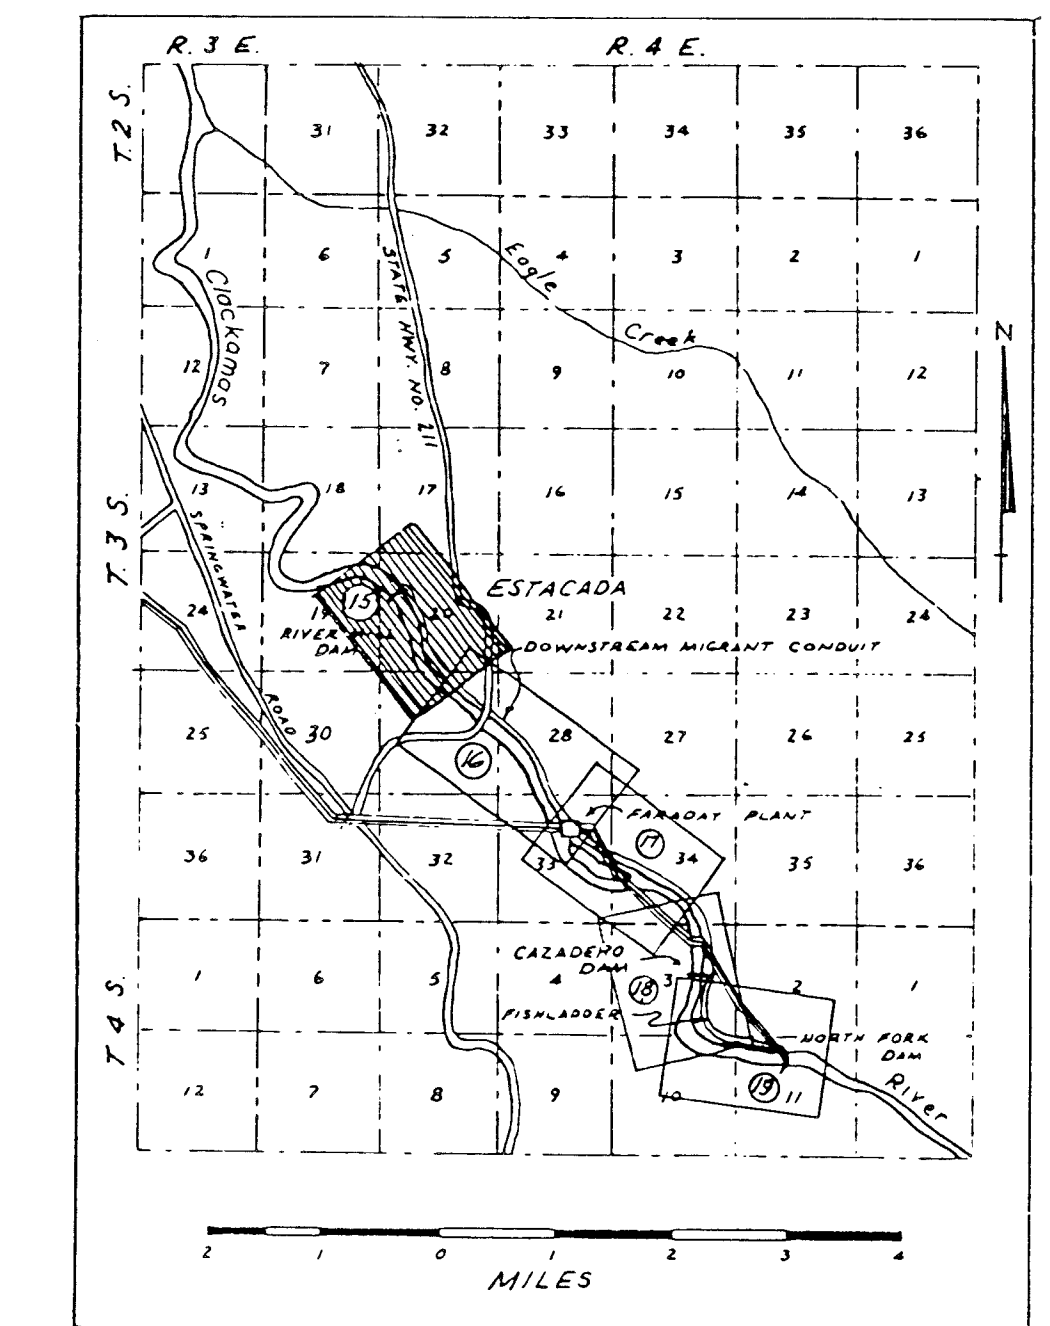 R. 3 E. R. 4 E.
T. 2 S.
31 32 33 34 35 36
1 6 5 4 3 2 1
Eagle
Creek
Clackamas
STATE HWY. NO. 211
N
12 7 8 9 10 11 12
13 18 17 16 15 14 13
T. 3 S.
SPRINGWATER
ROAD
ESTACADA
24 19 15 20 21 22 23 24
RIVER
DAM
DOWNSTREAM MIGRANT CONDUIT
25 30 28 27 26 25
16
FARADAY PLANT
17
36 31 32 33 34 35 36
CAZADERO
DAM
T 4 S.
1 6 5 4 3 2 1
18
FISHLADDER
NORTH FORK
DAM
River
19
12 7 8 9 10 11
2 1 0 1 2 3 4
MILES